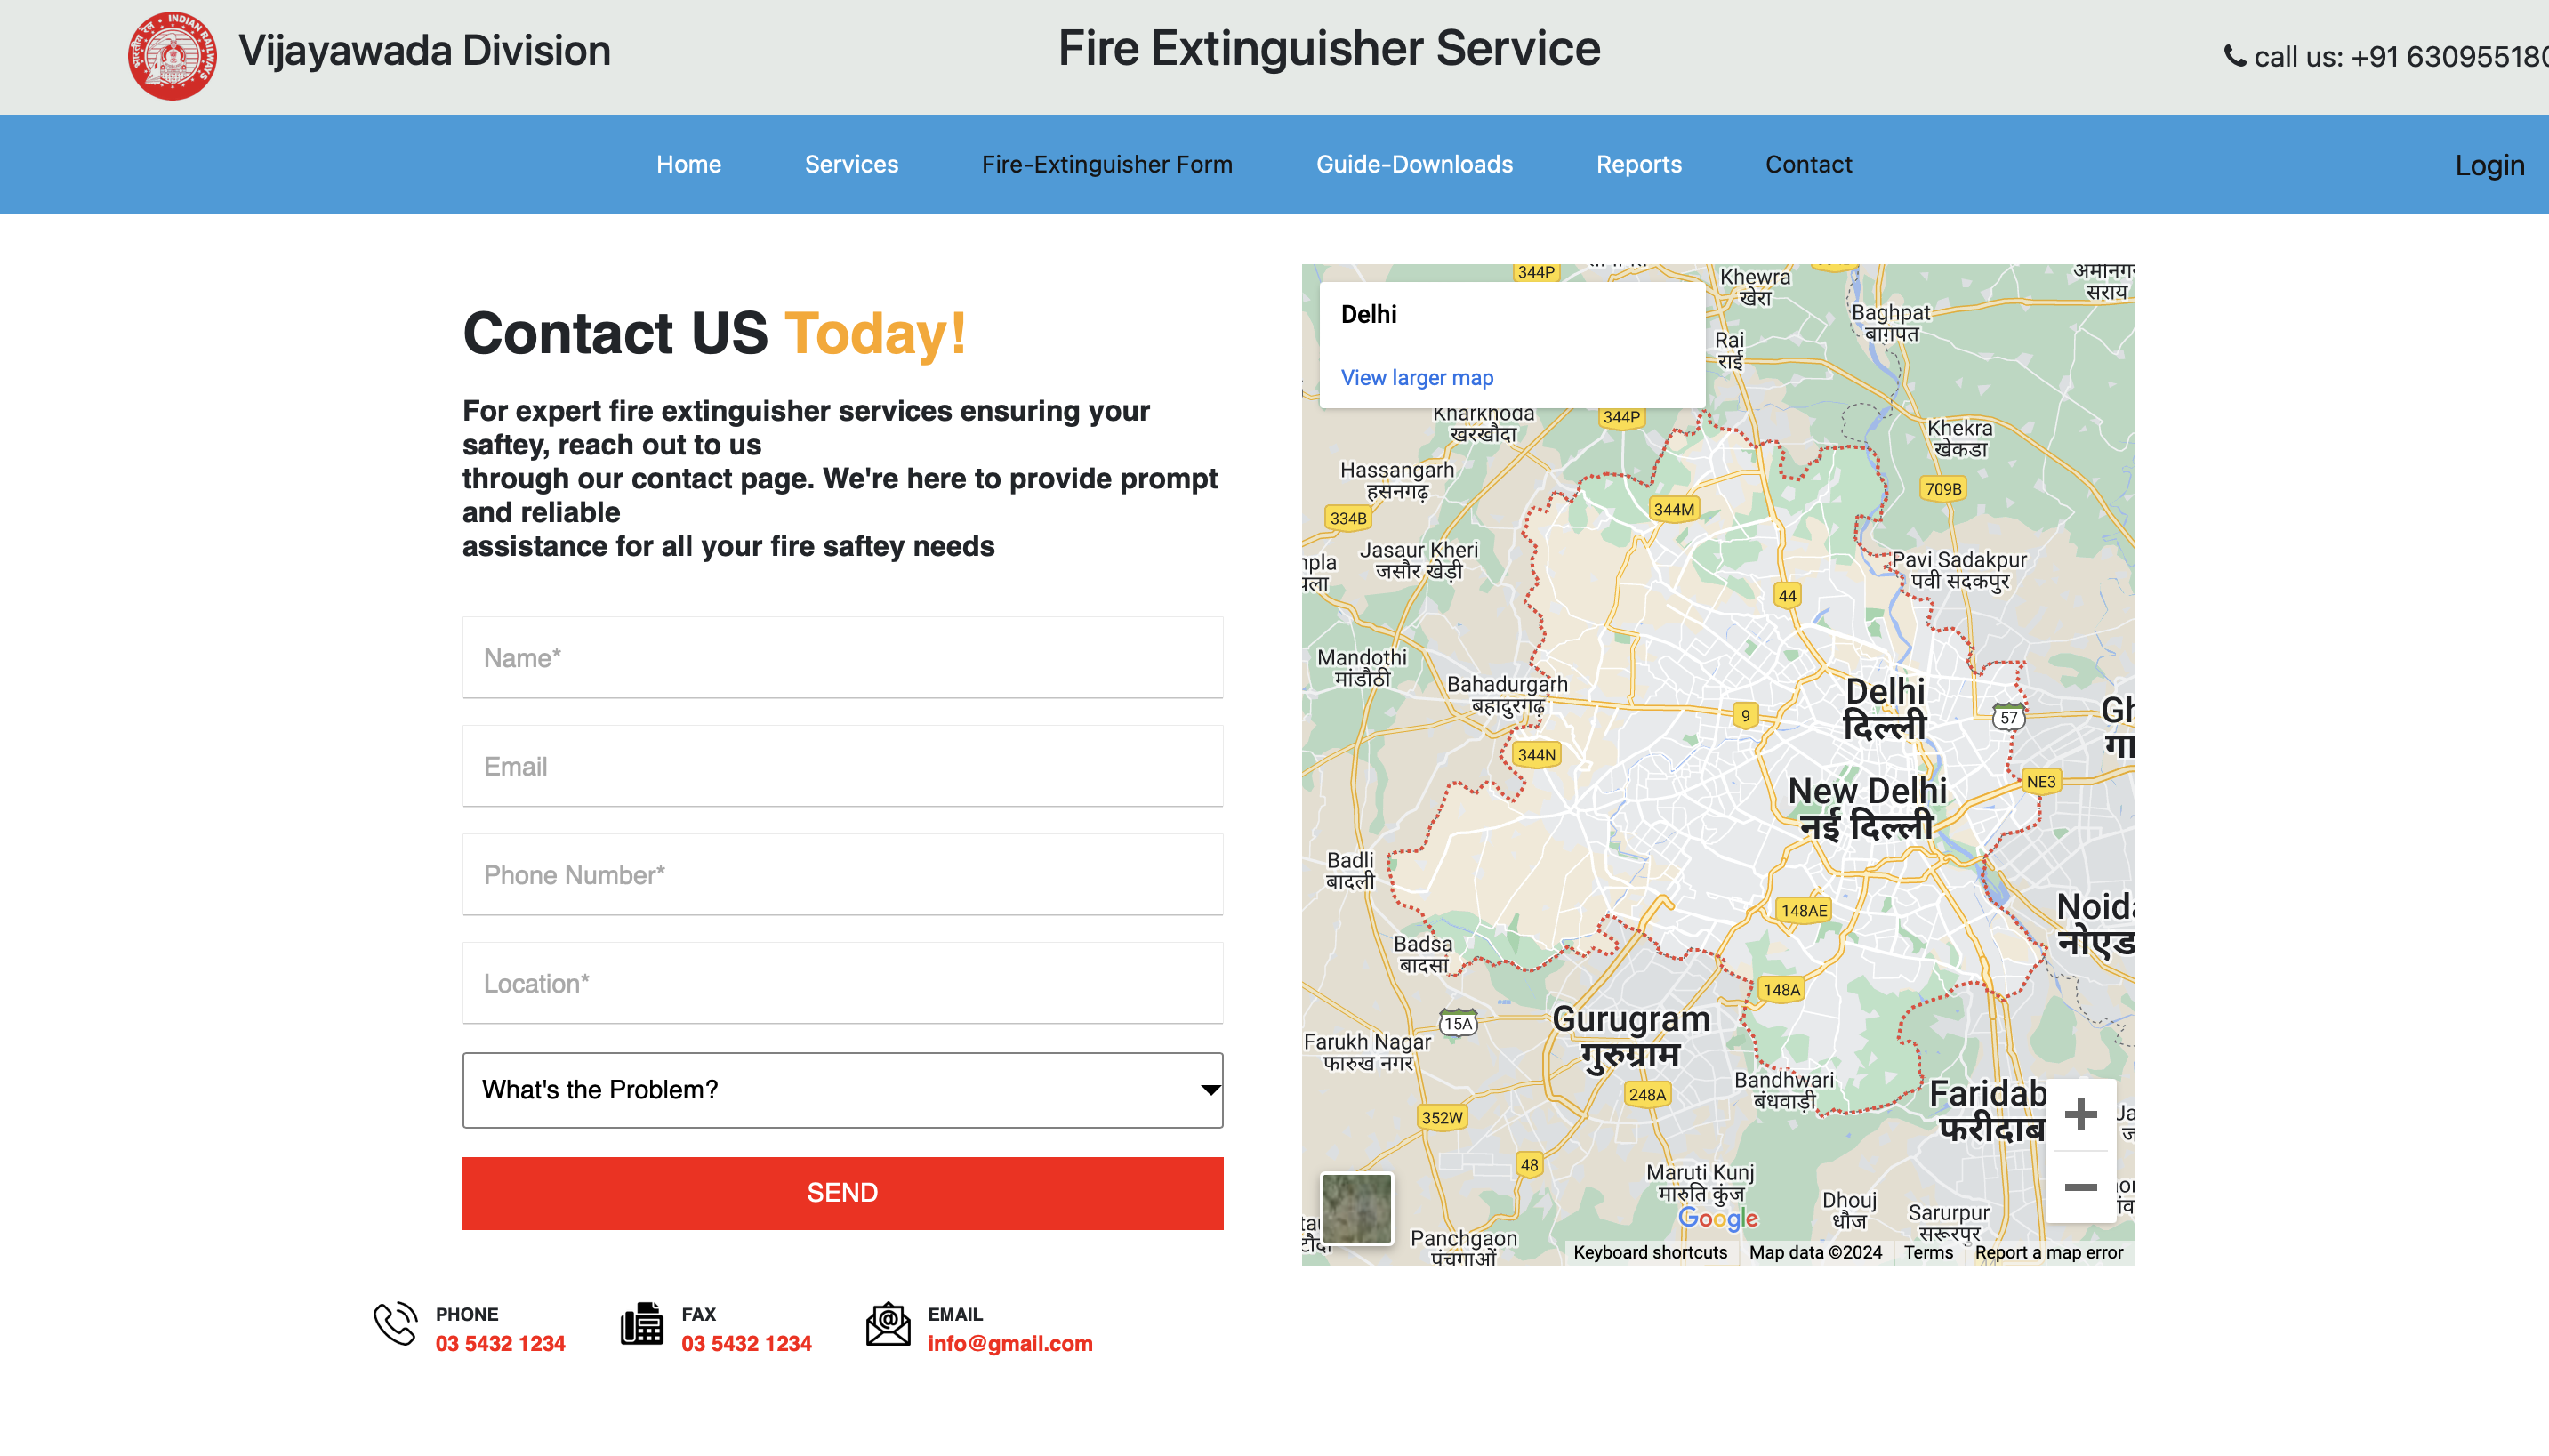 Vijayawada Division
Fire Extinguisher Service
call us: +91 630955180
Home
Services
Fire-Extinguisher Form
Guide-Downloads
Reports
Contact
Login
Contact US Today!
For expert fire extinguisher services ensuring your
saftey, reach out to us
through our contact page. We're here to provide prompt
and reliable
assistance for all your fire saftey needs
Name*
Email
Phone Number*
Location*
What's the Problem?
SEND
PHONE
03 5432 1234
FAX
03 5432 1234
EMAIL
info@gmail.com
Delhi
View larger map
344P
Khewra
खेरा
सराय
Baghpat
बाग़पत
Rai
राई
Kharkhoda
खरखौदा
344P
Khekra
खेकडा
Hassangarh
हसनगढ़
334B
344M
709B
Jasaur Kheri
जसौर खेड़ी
Pavi Sadakpur
पवी सदकपुर
44
Mandothi
मांडौठी
Bahadurgarh
बहादुरगढ़
9
Delhi
दिल्ली
57
344N
New Delhi
नई दिल्ली
NE3
Badli
बादली
148AE
Badsa
बादसा
148A
15A
Gurugram
गुरुग्राम
Farukh Nagar
फारुख नगर
Bandhwari
बंधवाड़ी
248A
352W
Faridab
फरीदाब
48
Maruti Kunj
मारुति कुंज
Dhouj
धौज
Sarurpur
सरूरपुर
Google
Panchgaon
पंचगाओं
Keyboard shortcuts
Map data ©2024
Terms
Report a map error